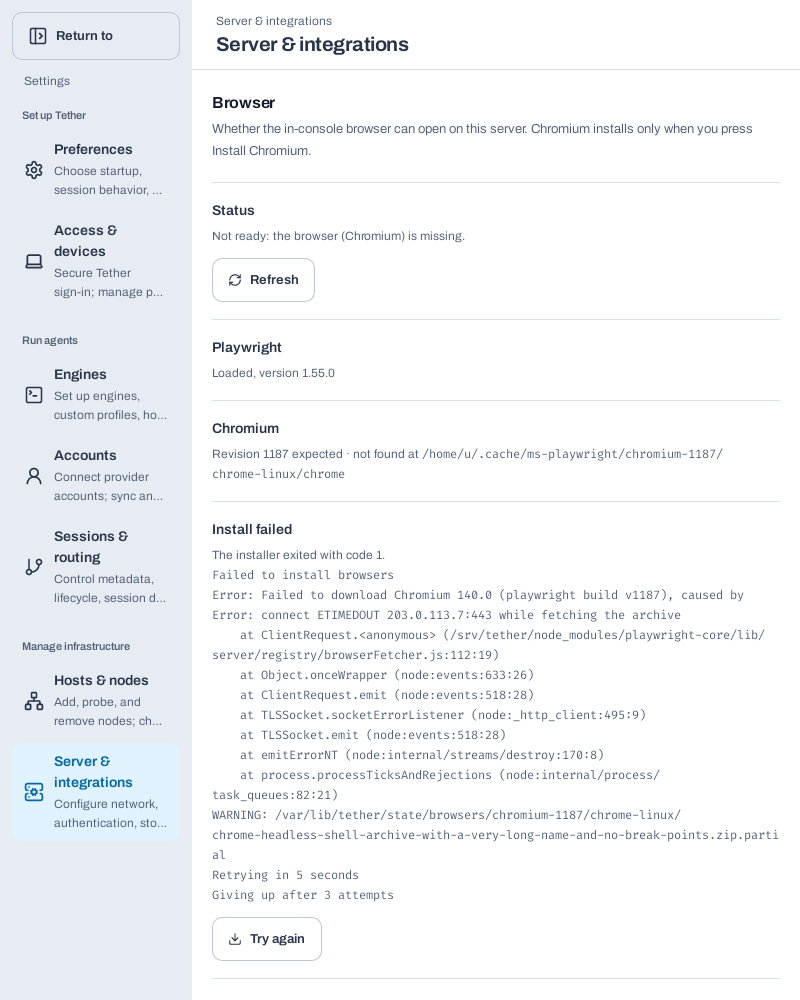 Return to
Settings
Set up Tether
Preferences
Choose startup,
session behavior, ...
Access &
devices
Secure Tether
sign-in; manage p...
Run agents
Engines
Set up engines,
custom profiles, ho...
Accounts
Connect provider
accounts; sync an...
Sessions &
routing
Control metadata,
lifecycle, session d...
Manage infrastructure
Hosts & nodes
Add, probe, and
remove nodes; ch...
Server &
integrations
Configure network,
authentication, sto...
Server & integrations
Server & integrations
Browser
Whether the in-console browser can open on this server. Chromium installs only when you press
Install Chromium.
Status
Not ready: the browser (Chromium) is missing.
Refresh
Playwright
Loaded, version 1.55.0
Chromium
Revision 1187 expected · not found at /home/u/.cache/ms-playwright/chromium-1187/
chrome-linux/chrome
Install failed
The installer exited with code 1.
Failed to install browsers
Error: Failed to download Chromium 140.0 (playwright build v1187), caused by
Error: connect ETIMEDOUT 203.0.113.7:443 while fetching the archive
    at ClientRequest.<anonymous> (/srv/tether/node_modules/playwright-core/lib/
server/registry/browserFetcher.js:112:19)
    at Object.onceWrapper (node:events:633:26)
    at ClientRequest.emit (node:events:518:28)
    at TLSSocket.socketErrorListener (node:_http_client:495:9)
    at TLSSocket.emit (node:events:518:28)
    at emitErrorNT (node:internal/streams/destroy:170:8)
    at process.processTicksAndRejections (node:internal/process/
task_queues:82:21)
WARNING: /var/lib/tether/state/browsers/chromium-1187/chrome-linux/
chrome-headless-shell-archive-with-a-very-long-name-and-no-break-points.zip.parti
al
Retrying in 5 seconds
Giving up after 3 attempts
Try again